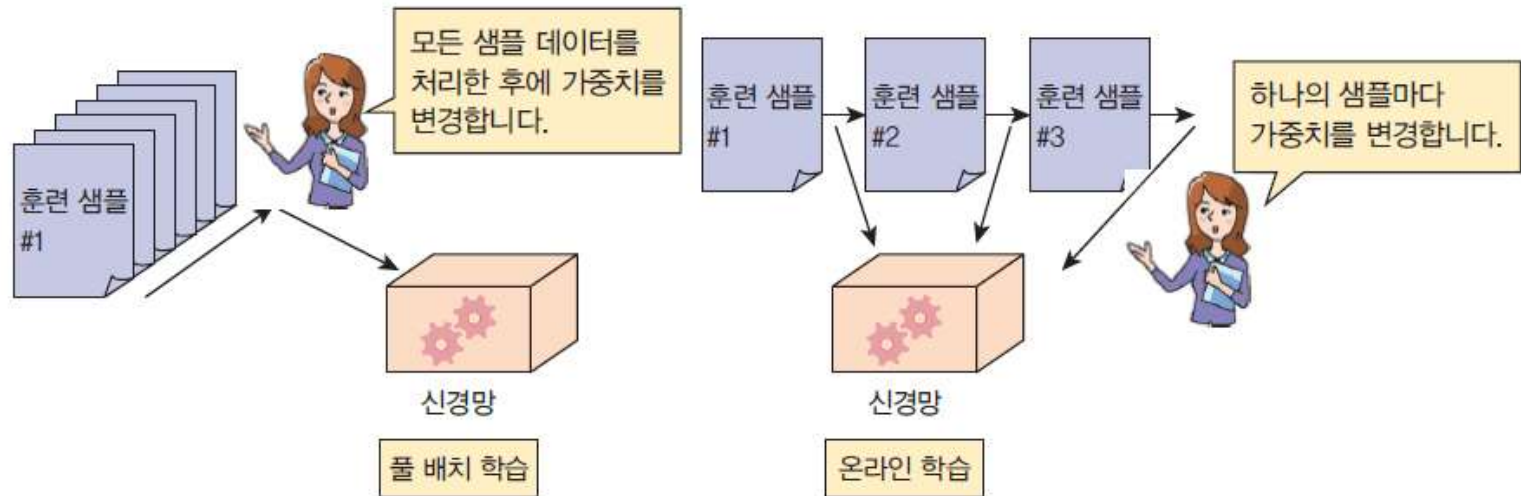 모든 샘플 데이터를
처리한 후에 가중치를
변경합니다.
훈련 샘플
#1
신경망
풀 배치 학습
훈련 샘플
#1
훈련 샘플
#2
훈련 샘플
#3
하나의 샘플마다
가중치를 변경합니다.
신경망
온라인 학습